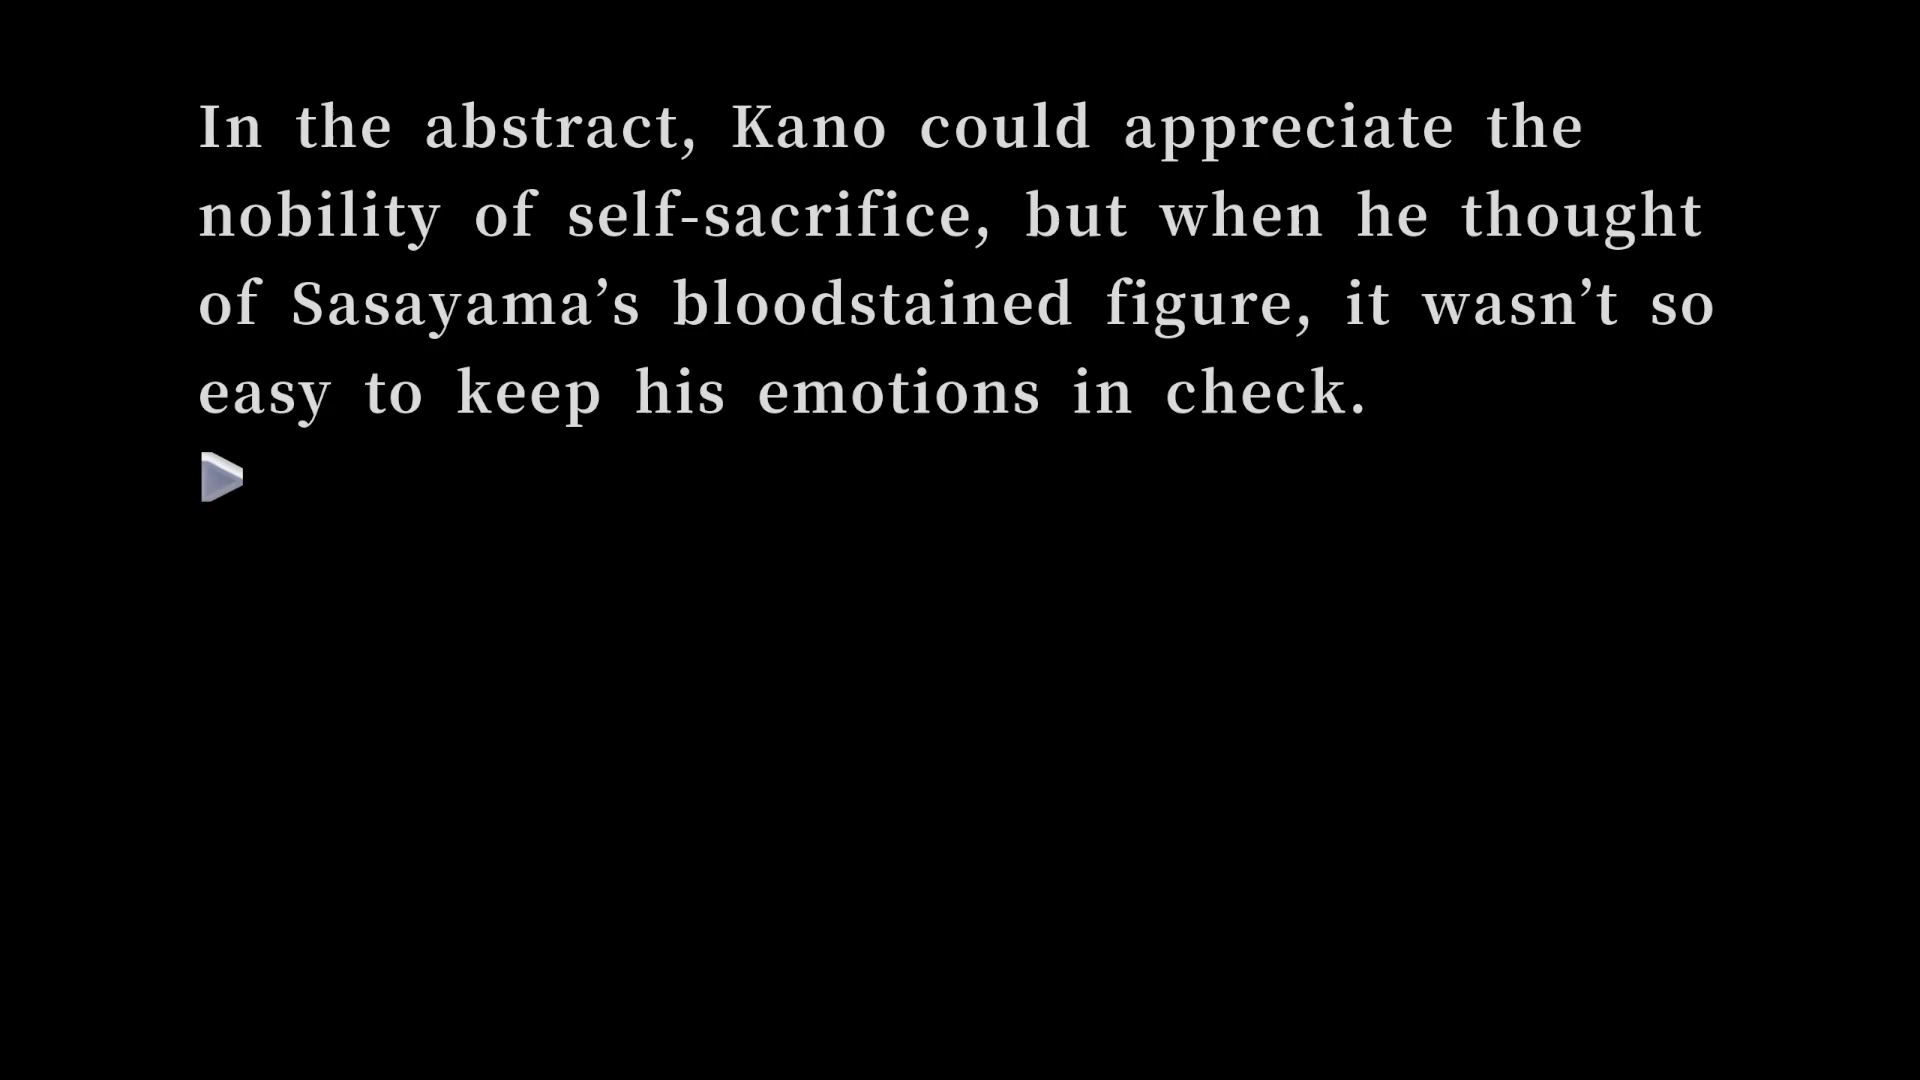 In the abstract, Kano could appreciate the
nobility of self-sacrifice, but when he thought
of Sasayama’s bloodstained figure, it wasn’t so
easy to keep his emotions in check.